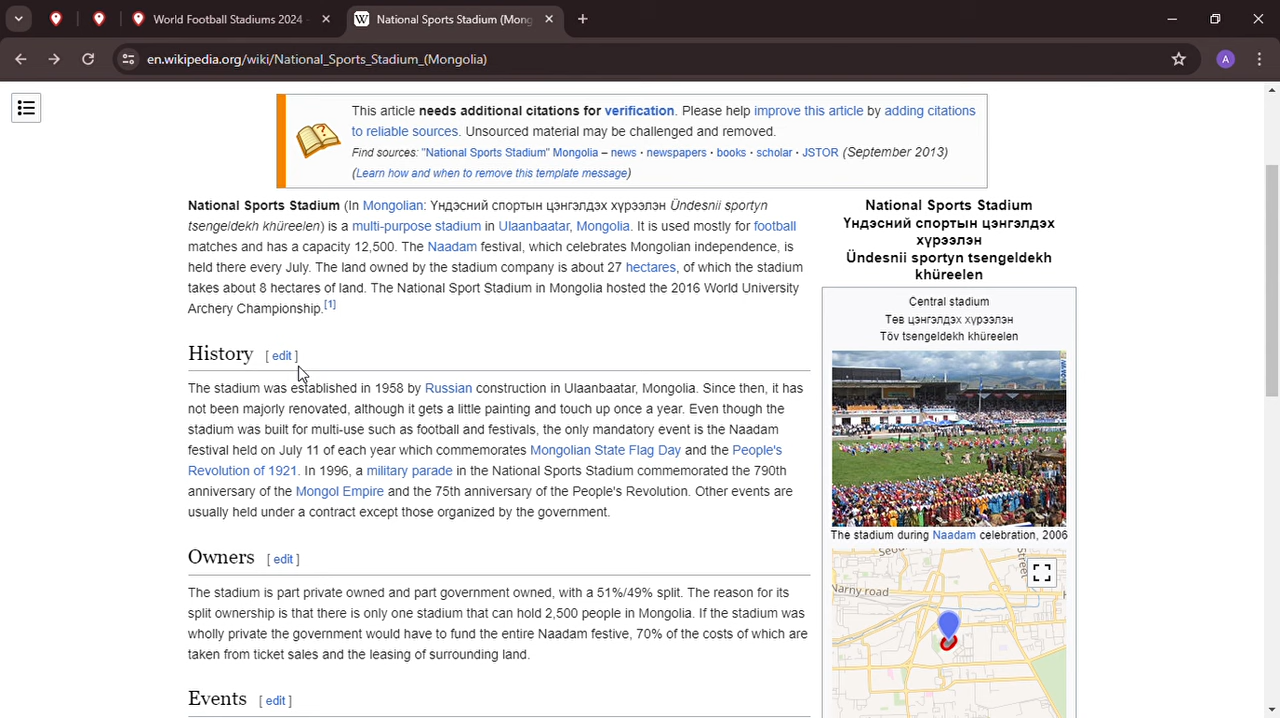 World Football Stadiums 2024 -
National Sports Stadium (Mong
en.wikipedia.org/wiki/National_Sports_Stadium_(Mongolia)
A
This article needs additional citations for verification. Please help improve this article by adding citations
to reliable sources. Unsourced material may be challenged and removed.
Find sources: "National Sports Stadium" Mongolia – news · newspapers · books · scholar · JSTOR (September 2013)
(Learn how and when to remove this template message)
National Sports Stadium (In Mongolian: Үндэсний спортын цэнгэлдэх хүрээлэн Ündesnii sportyn
tsengeldekh khüreelen) is a multi-purpose stadium in Ulaanbaatar, Mongolia. It is used mostly for football
matches and has a capacity 12,500. The Naadam festival, which celebrates Mongolian independence, is
held there every July. The land owned by the stadium company is about 27 hectares, of which the stadium
takes about 8 hectares of land. The National Sport Stadium in Mongolia hosted the 2016 World University
Archery Championship.[1]
History [ edit ]
The stadium was established in 1958 by Russian construction in Ulaanbaatar, Mongolia. Since then, it has
not been majorly renovated, although it gets a little painting and touch up once a year. Even though the
stadium was built for multi-use such as football and festivals, the only mandatory event is the Naadam
festival held on July 11 of each year which commemorates Mongolian State Flag Day and the People's
Revolution of 1921. In 1996, a military parade in the National Sports Stadium commemorated the 790th
anniversary of the Mongol Empire and the 75th anniversary of the People's Revolution. Other events are
usually held under a contract except those organized by the government.
Owners [ edit ]
The stadium is part private owned and part government owned, with a 51%/49% split. The reason for its
split ownership is that there is only one stadium that can hold 2,500 people in Mongolia. If the stadium was
wholly private the government would have to fund the entire Naadam festive, 70% of the costs of which are
taken from ticket sales and the leasing of surrounding land.
Events [ edit ]
National Sports Stadium
Үндэсний спортын цэнгэлдэх
хүрээлэн
Ündesnii sportyn tsengeldekh
khüreelen
Central stadium
Төв цэнгэлдэх хүрээлэн
Töv tsengeldekh khüreelen
The stadium during Naadam celebration, 2006
Narny road
Street